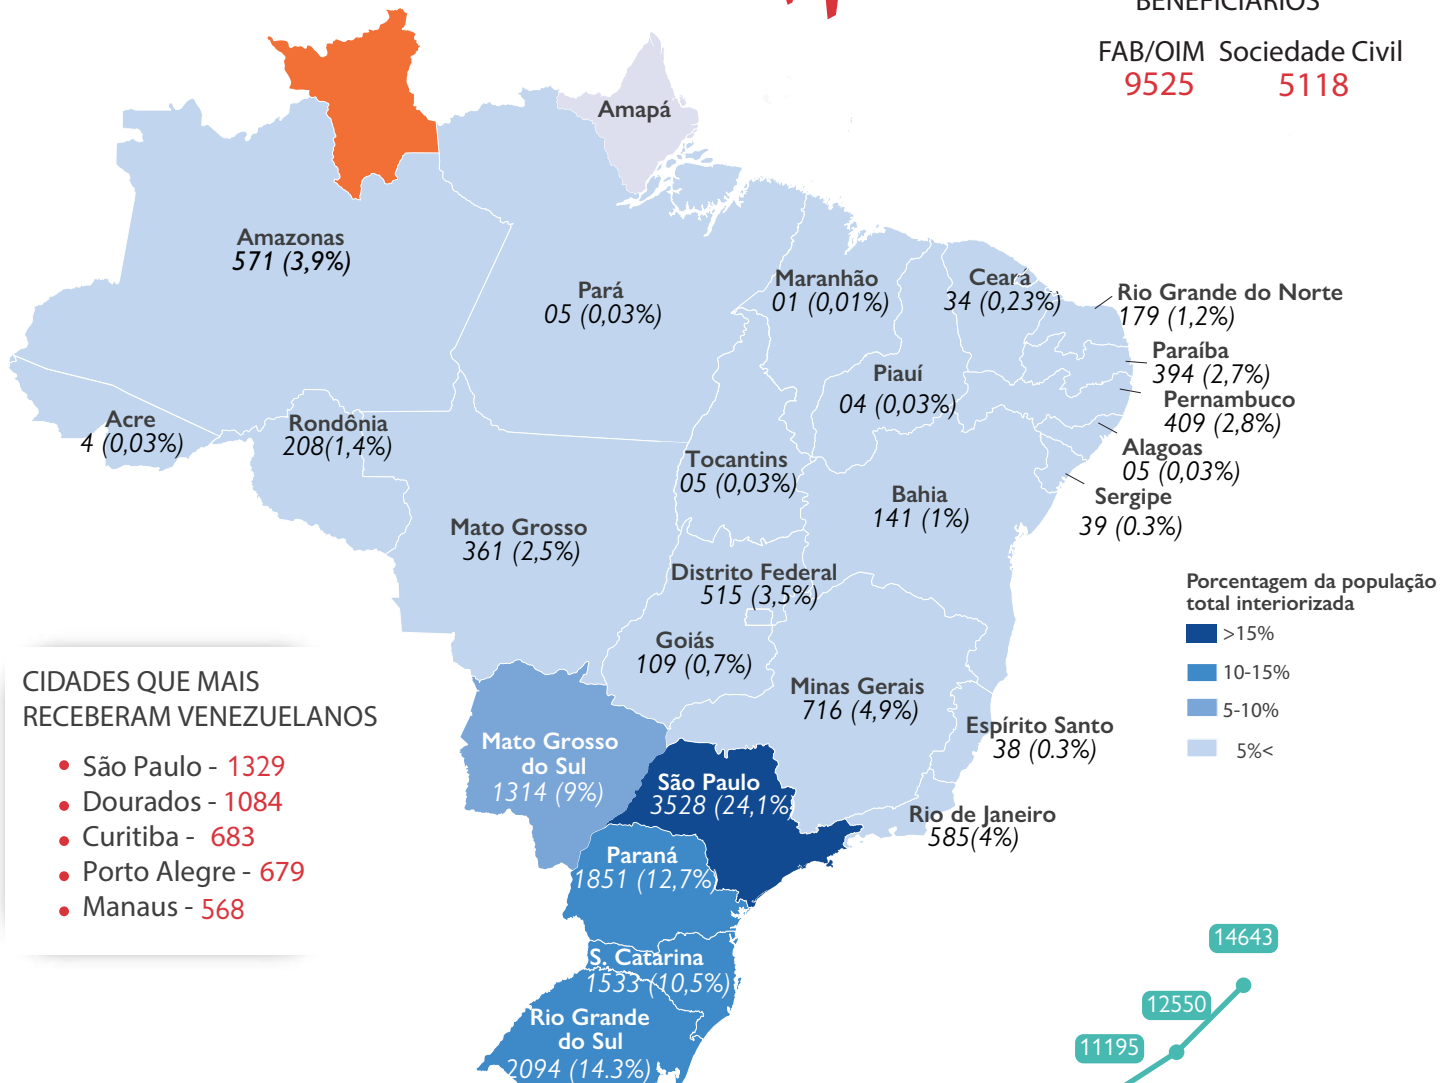 BENEFICIÁRIOS
FAB/OIM Sociedade Civil
9525 5118
Amapá
Amazonas
571 (3,9%)
Pará
05 (0,03%)
Maranhão
01 (0,01%)
Ceará
34 (0,23%)
Rio Grande do Norte
179 (1,2%)
Paraíba
394 (2,7%)
Piauí
04 (0,03%)
Pernambuco
409 (2,8%)
Acre
4 (0,03%)
Rondônia
208(1,4%)
Alagoas
05 (0,03%)
Tocantins
05 (0,03%)
Bahia
141 (1%)
Sergipe
39 (0.3%)
Mato Grosso
361 (2,5%)
Distrito Federal
515 (3,5%)
Goiás
109 (0,7%)
Minas Gerais
716 (4,9%)
Espírito Santo
38 (0.3%)
Rio de Janeiro
585(4%)
Mato Grosso
do Sul
1314 (9%)
São Paulo
3528 (24,1%)
Paraná
1851 (12,7%)
S. Catarina
1533 (10,5%)
Rio Grande
do Sul
2094 (14.3%)
Porcentagem da população
total interiorizada
>15%
10-15%
5-10%
5%<
CIDADES QUE MAIS
RECEBERAM VENEZUELANOS
• São Paulo - 1329
• Dourados - 1084
• Curitiba - 683
• Porto Alegre - 679
• Manaus - 568
14643
12550
11195